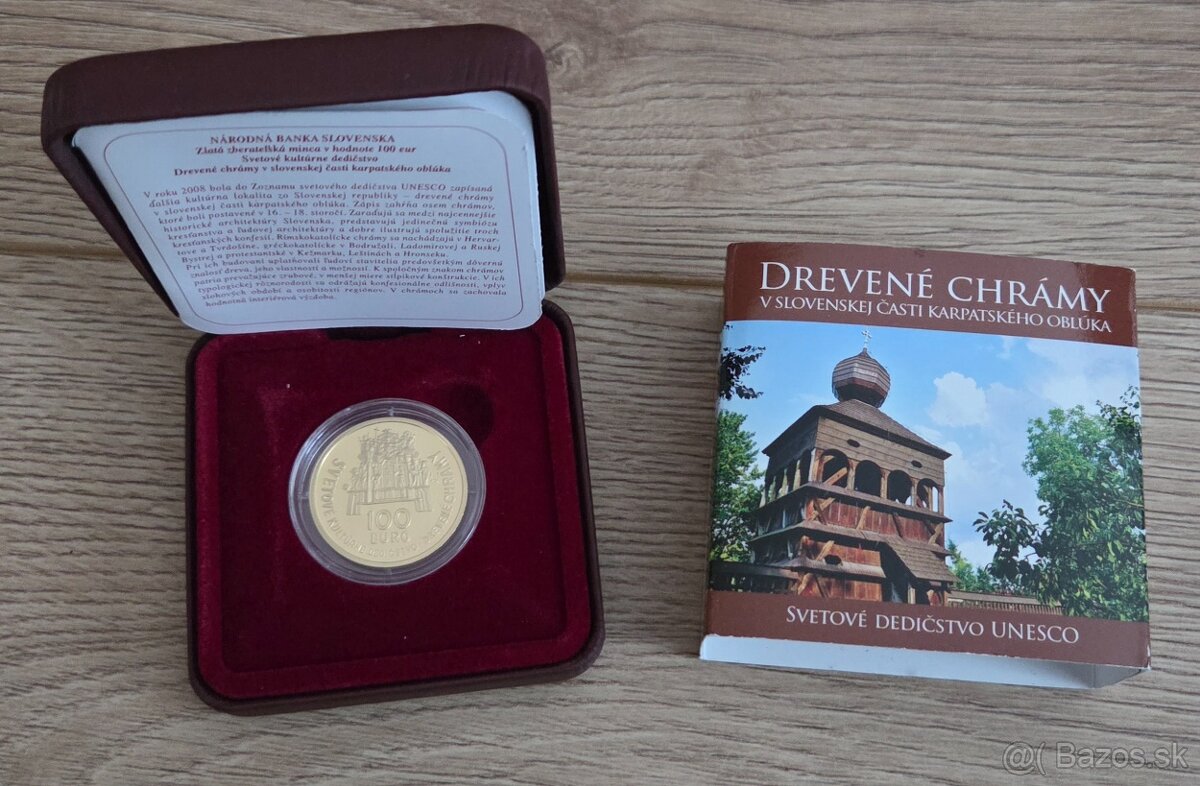 NÁRODNÁ BANKA SLOVENSKA
Zlatá zberateľská minca v hodnote 100 eur
Svetové kultúrne dedičstvo
Drevené chrámy v slovenskej časti karpatského oblúka
V roku 2008 bola do Zoznamu svetového dedičstva UNESCO zapísaná
ďalšia kultúrna lokalita zo Slovenskej republiky – drevené chrámy
v slovenskej časti karpatského oblúka. Zápis zahŕňa osem chrámov,
ktoré boli postavené v 16. – 18. storočí. Zaraďujú sa medzi najcennejšie
historické architektúry Slovenska, predstavujú jedinečnú symbiózu
kresťanstva a ľudovej architektúry a dobre ilustrujú spolužitie troch
kresťanských konfesií. Rímskokatolícke chrámy sa nachádzajú v Hervar-
tove a Tvrdošíne, gréckokatolícke v Bodružali, Ladomirovej a Ruskej
Bystrej a protestantské v Kežmarku, Leštinách a Hronseku.
Pri ich budovaní uplatňovali ľudoví stavitelia predovšetkým dôvernú
znalosť dreva, jeho vlastností a možností. K spoločným znakom chrámov
patria prevažujúce zrubové, v menšej miere stĺpikové konštrukcie. V ich
typologickej rôznorodosti sa odrážajú konfesionálne odlišnosti, vplyv
slohových období a osobitostí regiónov. V chrámoch sa zachovala
hodnotná interiérová výzdoba.
DREVENÉ CHRÁMY
V SLOVENSKEJ ČASTI KARPATSKÉHO OBLÚKA
SVETOVÉ DEDIČSTVO UNESCO
SVETOVÉ KULTÚRNE DEDIČSTVO
CHRÁMY
100
EURO
@( Bazos.sk